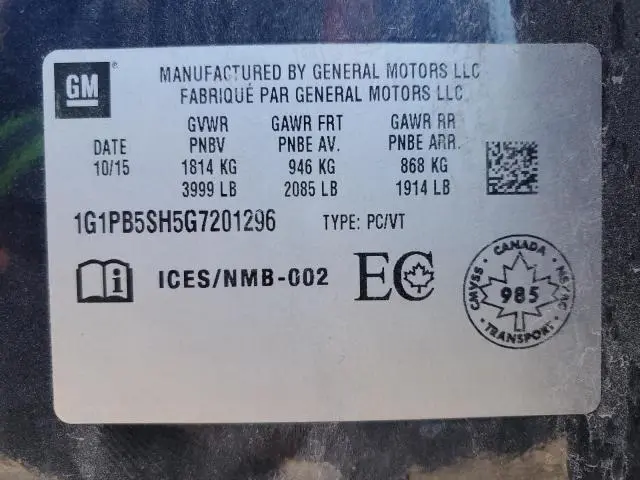 GM
MANUFACTURED BY GENERAL MOTORS LLC
FABRIQUÉ PAR GENERAL MOTORS LLC
GVWR GAWR FRT GAWR RR
DATE PNBV PNBE AV. PNBE ARR.
10/15 1814 KG 946 KG 868 KG
3999 LB 2085 LB 1914 LB
1G1PB5SH5G7201296 TYPE: PC/VT
i ICES/NMB-002 EC
CANADA
CMVSS 985 NSVAC
TRANSPORT